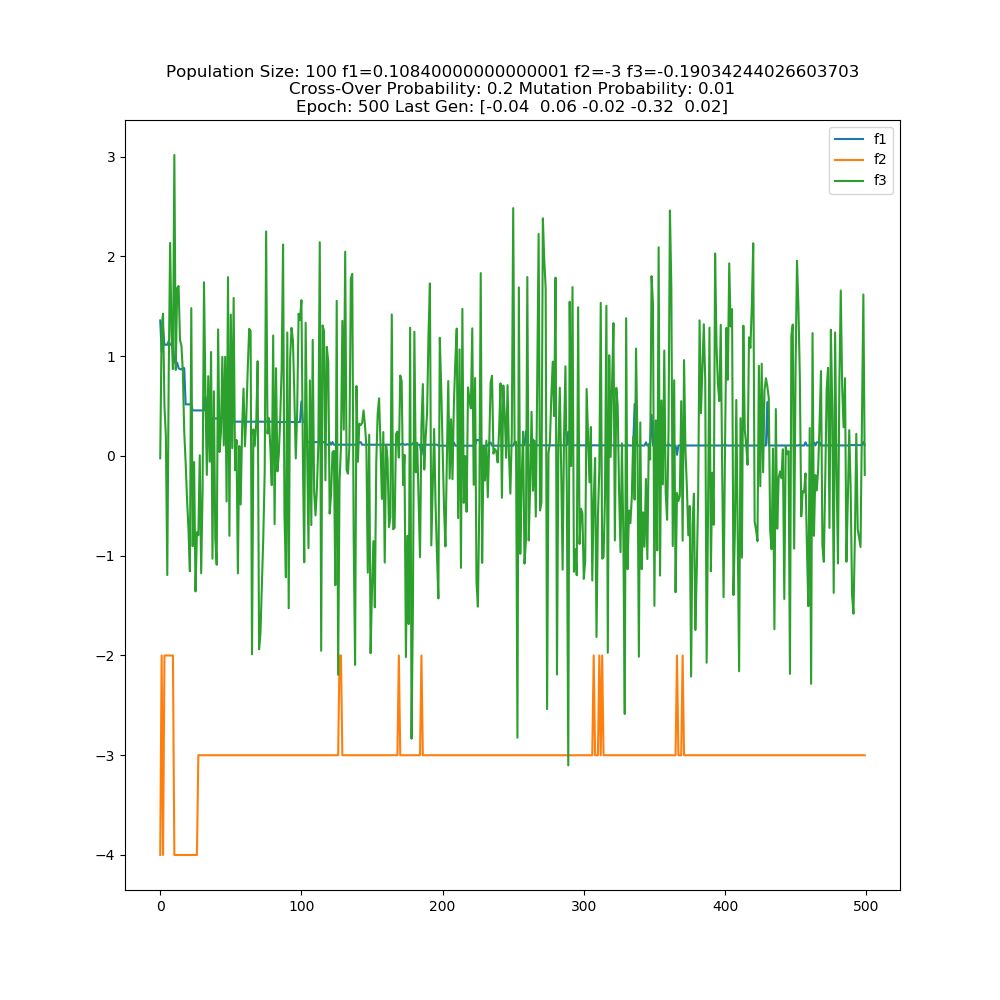 Population Size: 100 f1=0.10840000000000001 f2=-3 f3=-0.19034244026603703
Cross-Over Probability: 0.2 Mutation Probability: 0.01
Epoch: 500 Last Gen: [-0.04 0.06 -0.02 -0.32 0.02]
f1
f2
f3
3
2
1
0
−1
−2
−3
−4
0 100 200 300 400 500